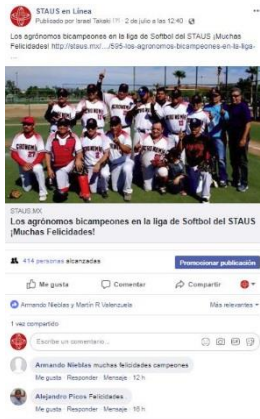 STAUS en Línea
Publicado por Israel Takaki [?] · 2 de julio a las 12:40 ·
Los agrónomos bicampeones en la liga de Softbol del STAUS ¡Muchas
Felicidades! http://staus.mx/.../595-los-agronomos-bicampeones-en-la-liga-
...
STAUS.MX
Los agrónomos bicampeones en la liga de Softbol del STAUS
¡Muchas Felicidades!
414 personas alcanzadas
Promocionar publicación
Me gusta Comentar Compartir
Armando Nieblas y Martin R Valenzuela Más relevantes
1 vez compartido
Escribe un comentario...
Armando Nieblas muchas felicidades campeones
Me gusta · Responder · Mensaje · 12 h
Alejandro Picos Felicidades
Me gusta · Responder · Mensaje · 16 h